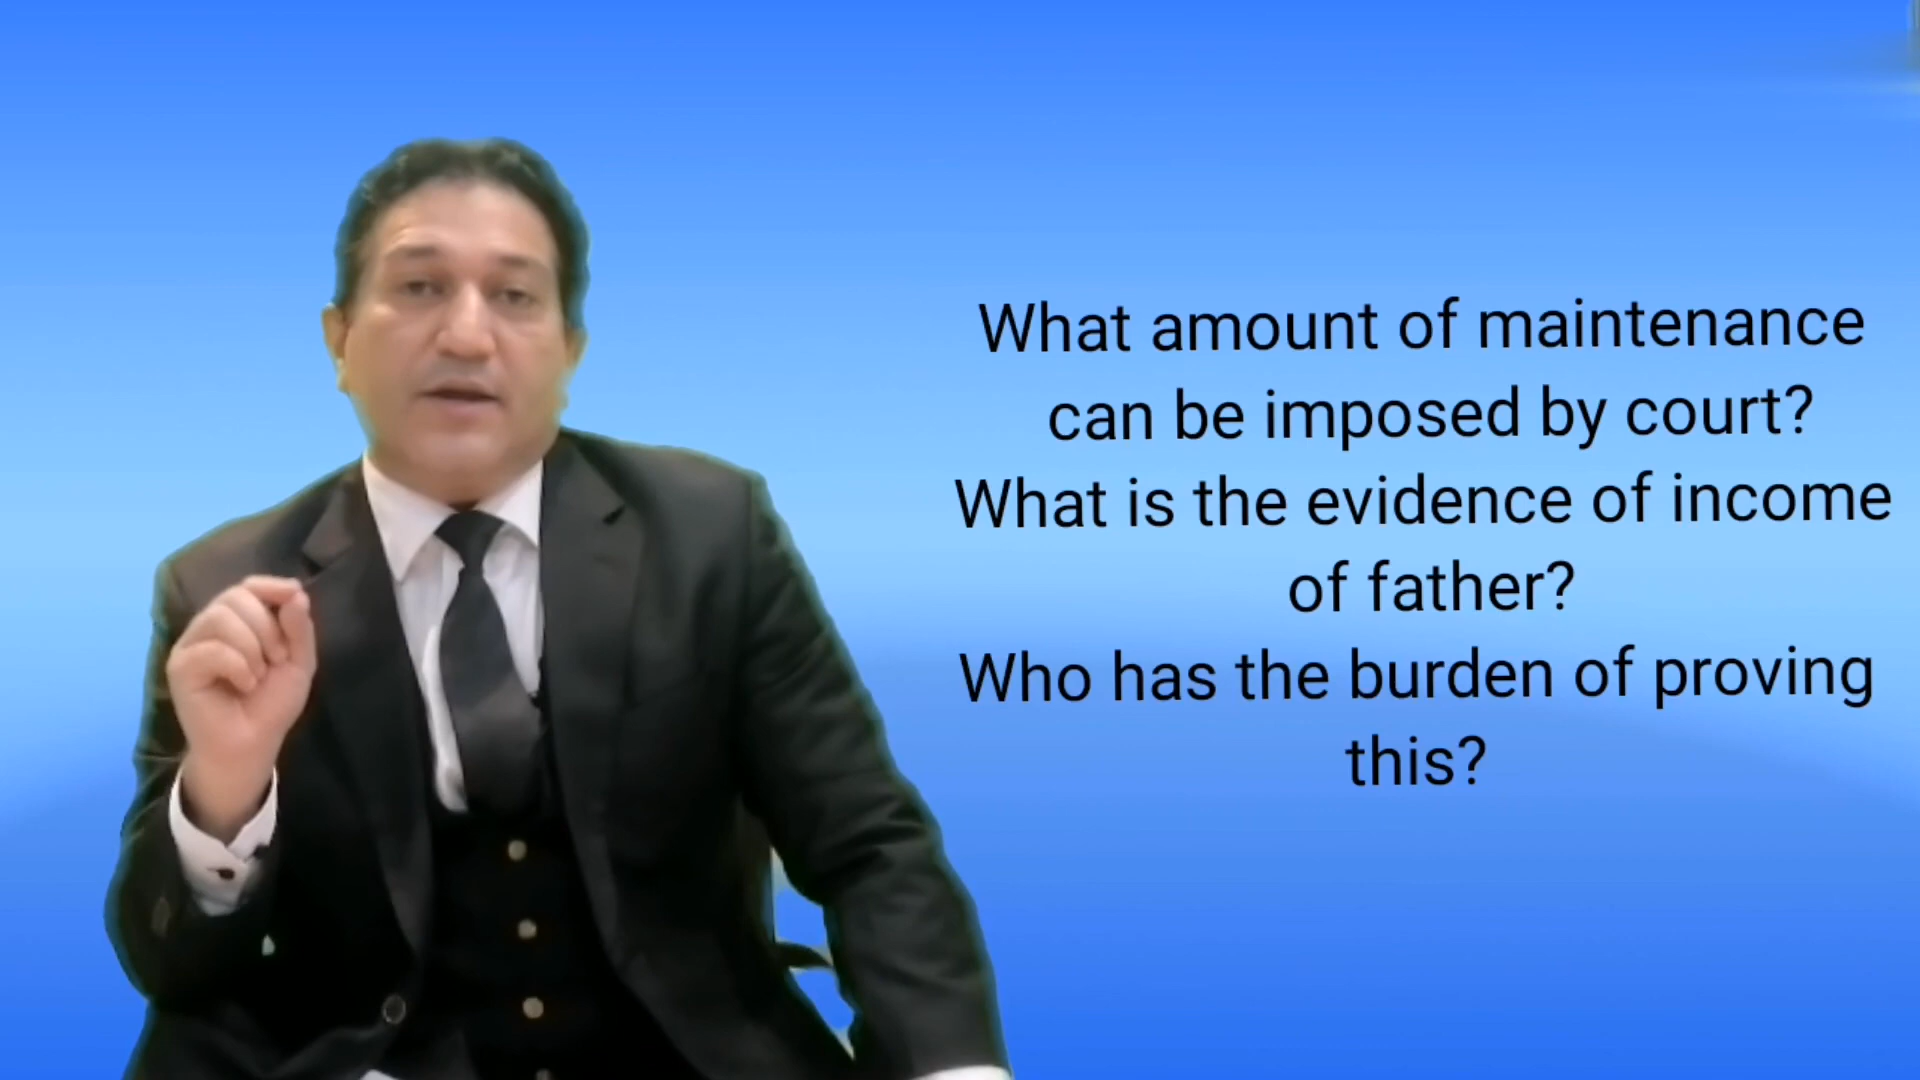 What amount of maintenance
can be imposed by court?
What is the evidence of income
of father?
Who has the burden of proving
this?